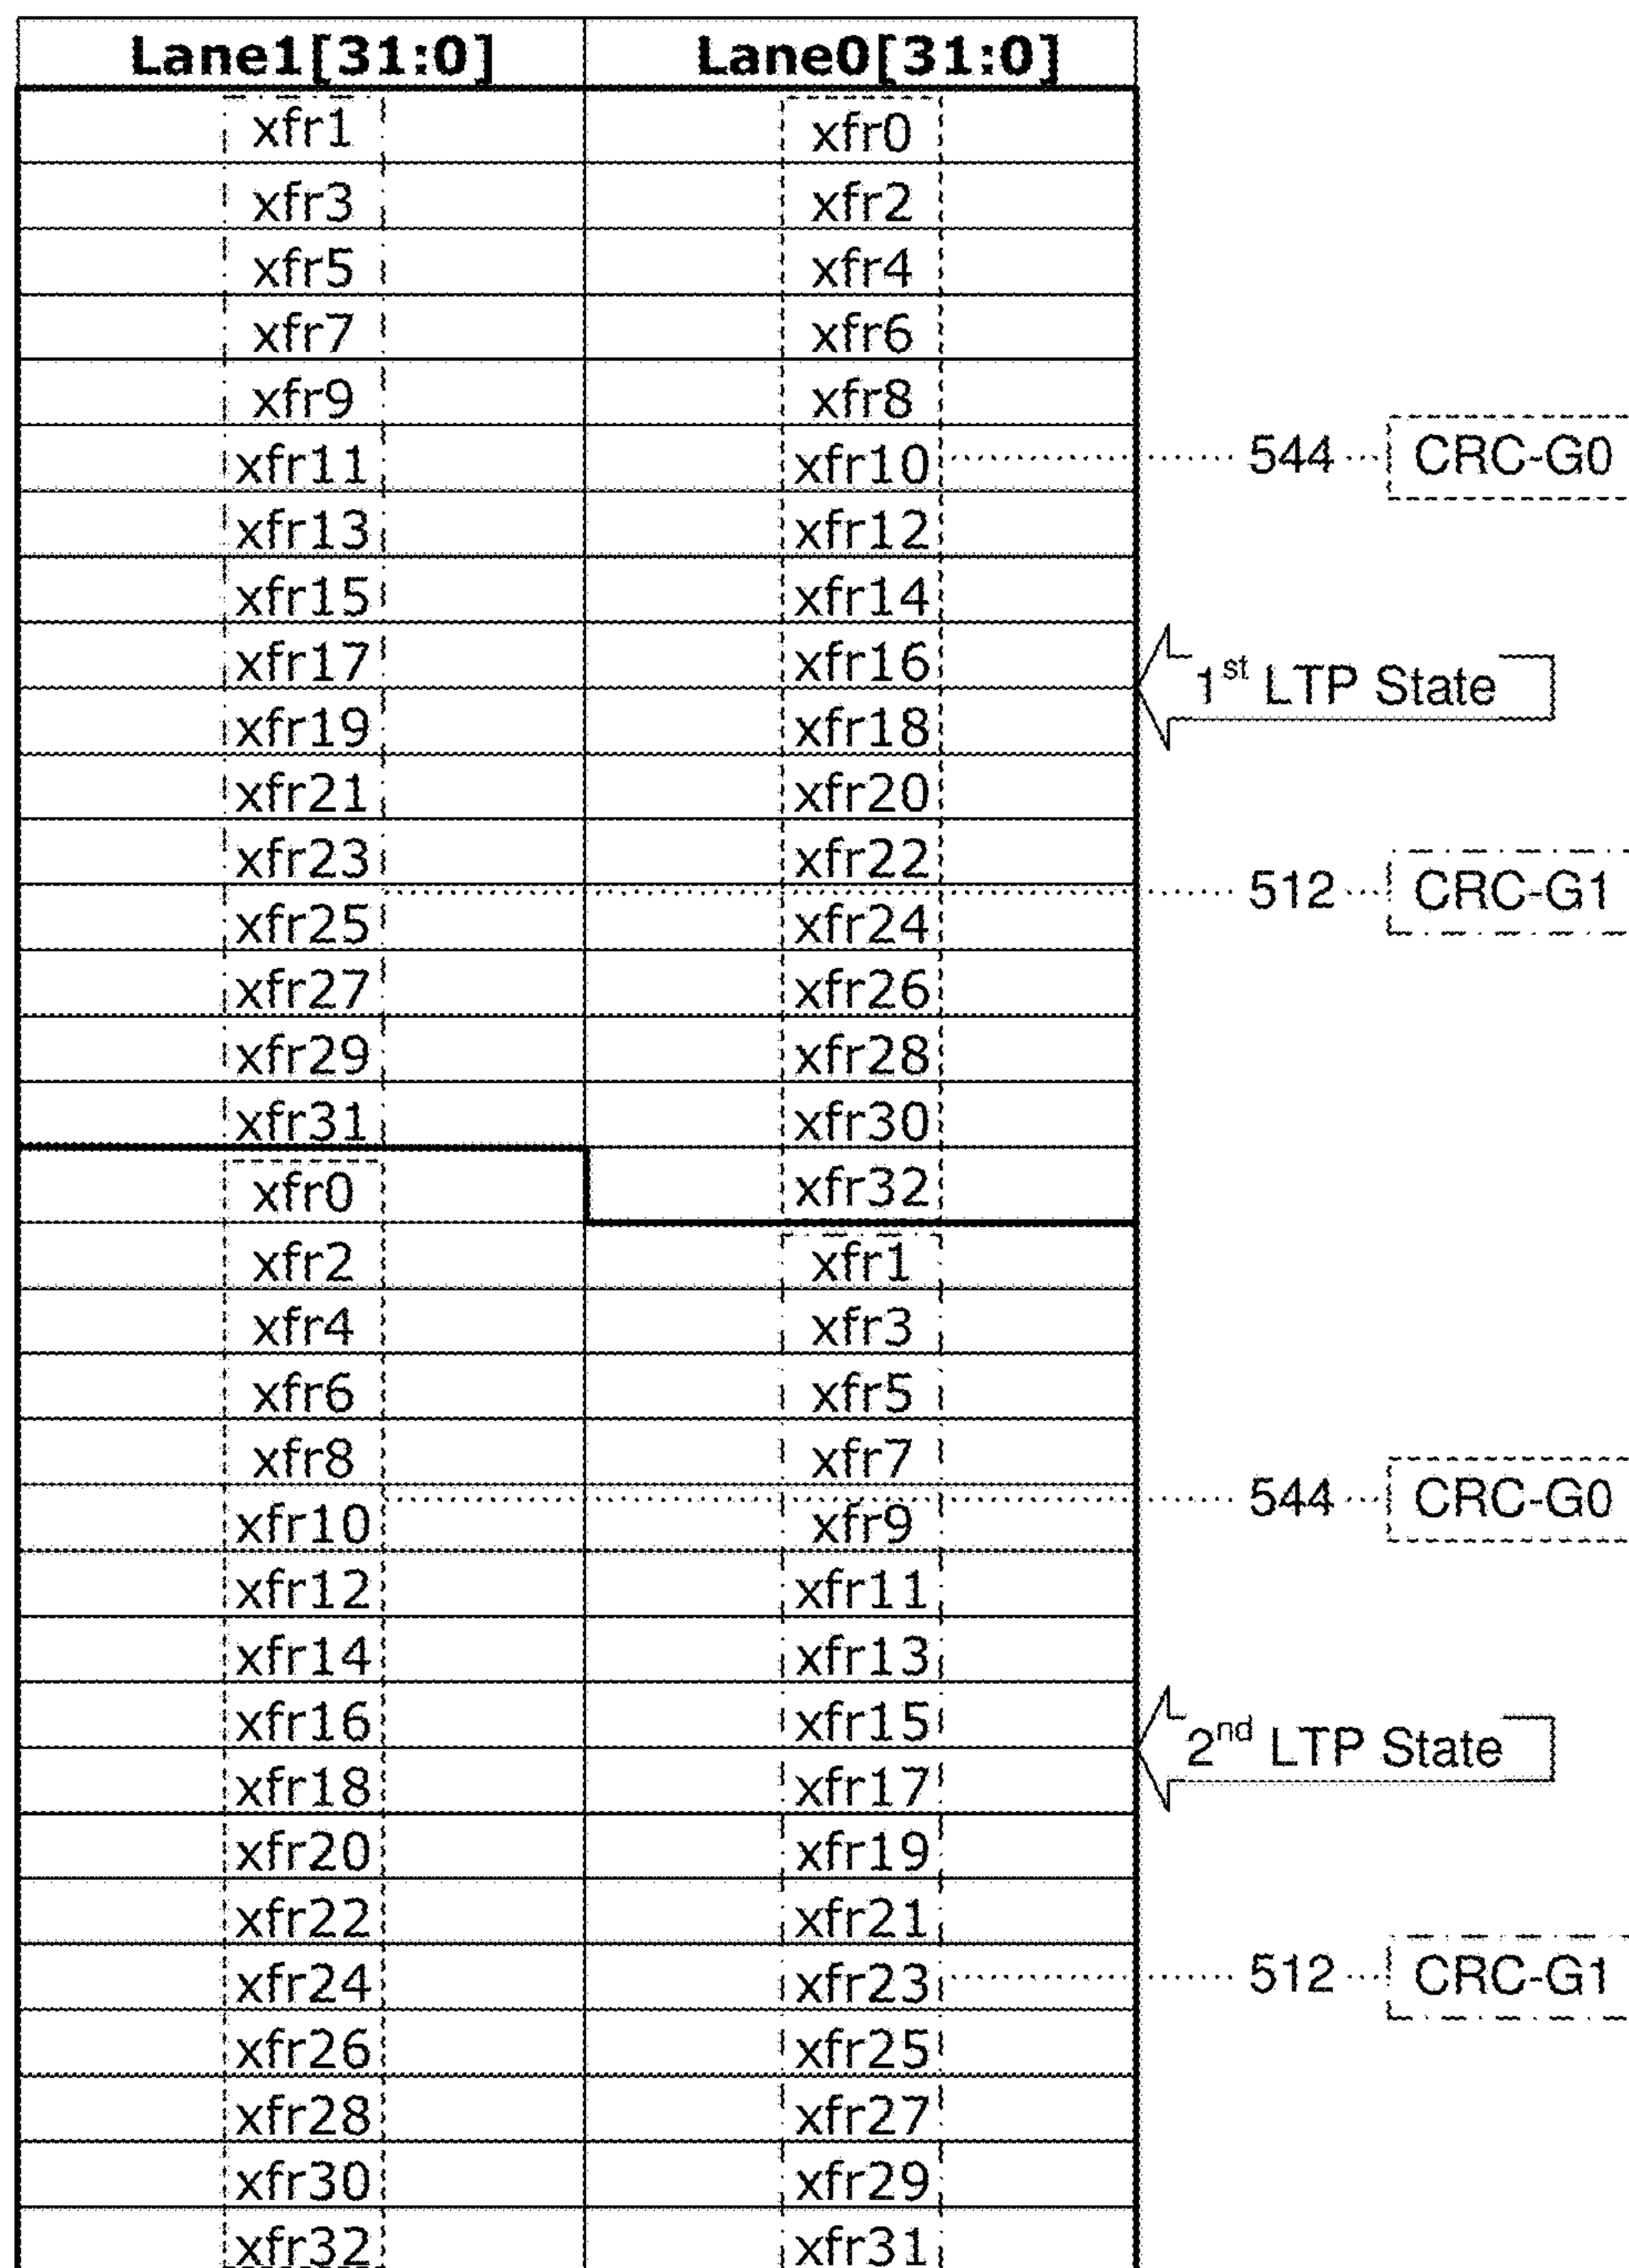 Lane1[31:0] Lane0[31:0]
xfr1 xfr0
xfr3 xfr2
xfr5 xfr4
xfr7 xfr6
xfr9 xfr8
xfr11 xfr10 544 CRC-G0
xfr13 xfr12
xfr15 xfr14
xfr17 xfr16
1st LTP State
xfr19 xfr18
xfr21 xfr20
xfr23 xfr22
512 CRC-G1
xfr25 xfr24
xfr27 xfr26
xfr29 xfr28
xfr31 xfr30
xfr0 xfr32
xfr2 xfr1
xfr4 xfr3
xfr6 xfr5
xfr8 xfr7
544 CRC-G0
xfr10 xfr9
xfr12 xfr11
xfr14 xfr13
xfr16 xfr15
2nd LTP State
xfr18 xfr17
xfr20 xfr19
xfr22 xfr21
xfr24 xfr23 512 CRC-G1
xfr26 xfr25
xfr28 xfr27
xfr30 xfr29
xfr32 xfr31